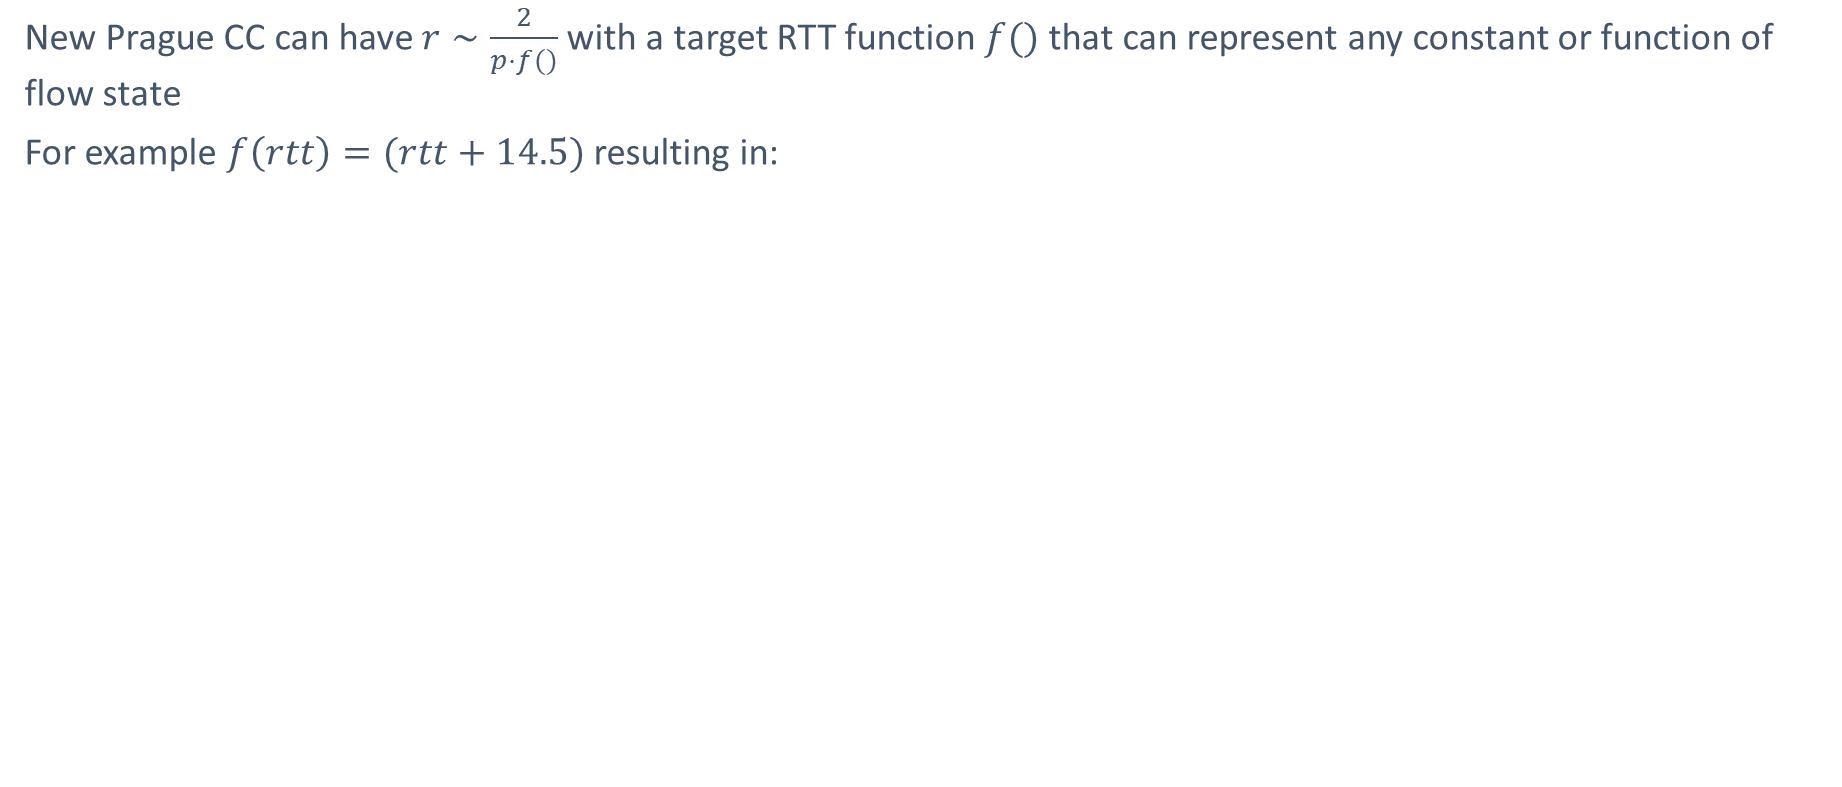 New Prague CC can have r ~ 2/(p·f()) with a target RTT function f() that can represent any constant or function of
flow state
For example f(rtt) = (rtt + 14.5) resulting in: